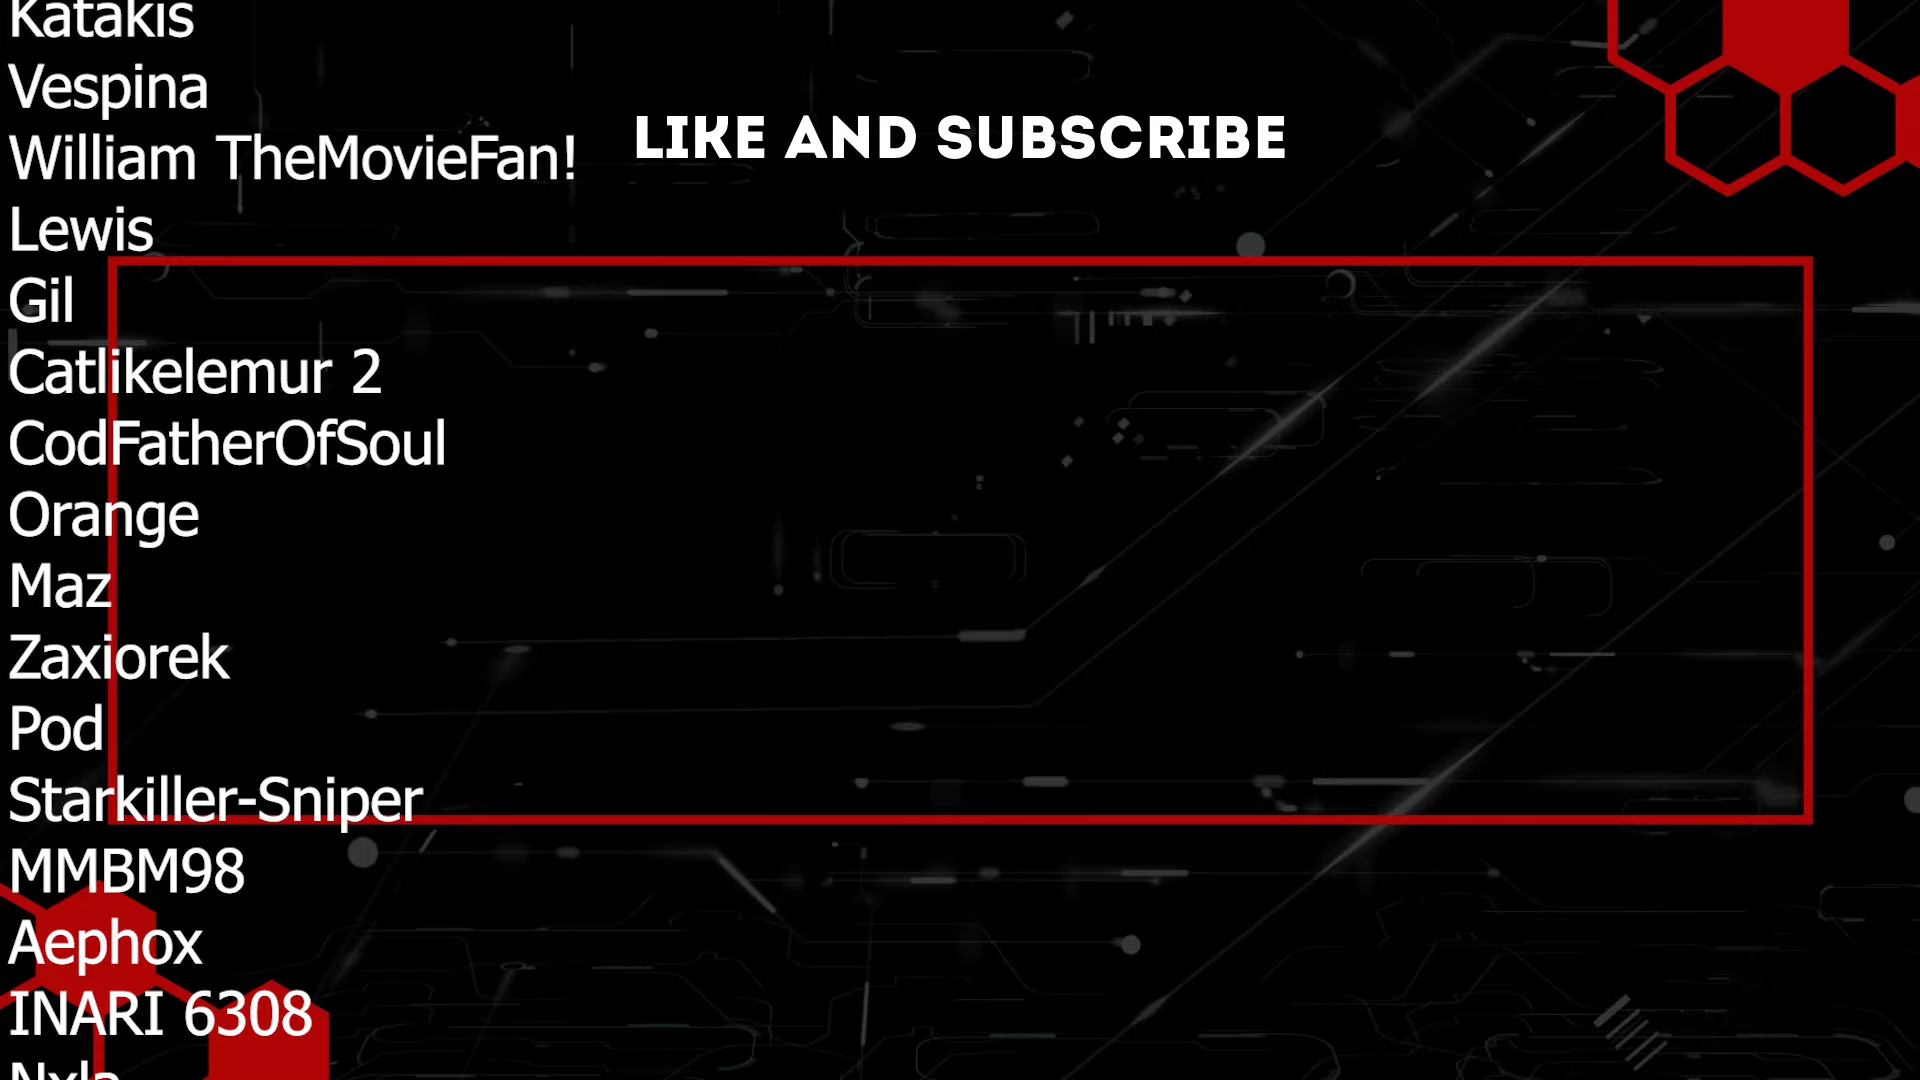 Katakis
Vespina
William TheMovieFan!
LIKE AND SUBSCRIBE
Lewis
Gil
Catlikelemur 2
CodFatherOfSoul
Orange
Maz
Zaxiorek
Pod
Starkiller-Sniper
MMBM98
Aephox
INARI 6308
Nxla